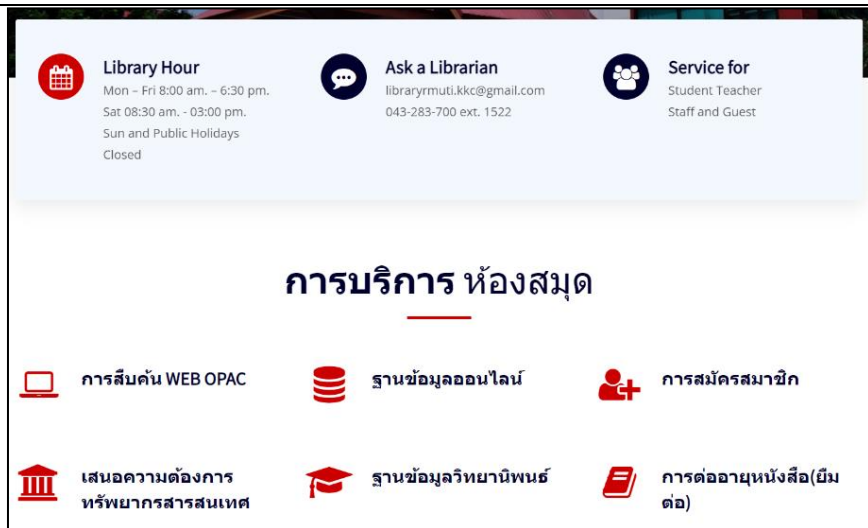 Library Hour
Mon – Fri 8:00 am. – 6:30 pm.
Sat 08:30 am. - 03:00 pm.
Sun and Public Holidays
Closed
Ask a Librarian
libraryrmuti.kkc@gmail.com
043-283-700 ext. 1522
Service for
Student Teacher
Staff and Guest
การบริการ ห้องสมุด
การสืบค้น WEB OPAC
ฐานข้อมูลออนไลน์
การสมัครสมาชิก
เสนอความต้องการ
ทรัพยากรสารสนเทศ
ฐานข้อมูลวิทยานิพนธ์
การต่ออายุหนังสือ(ยืม
ต่อ)